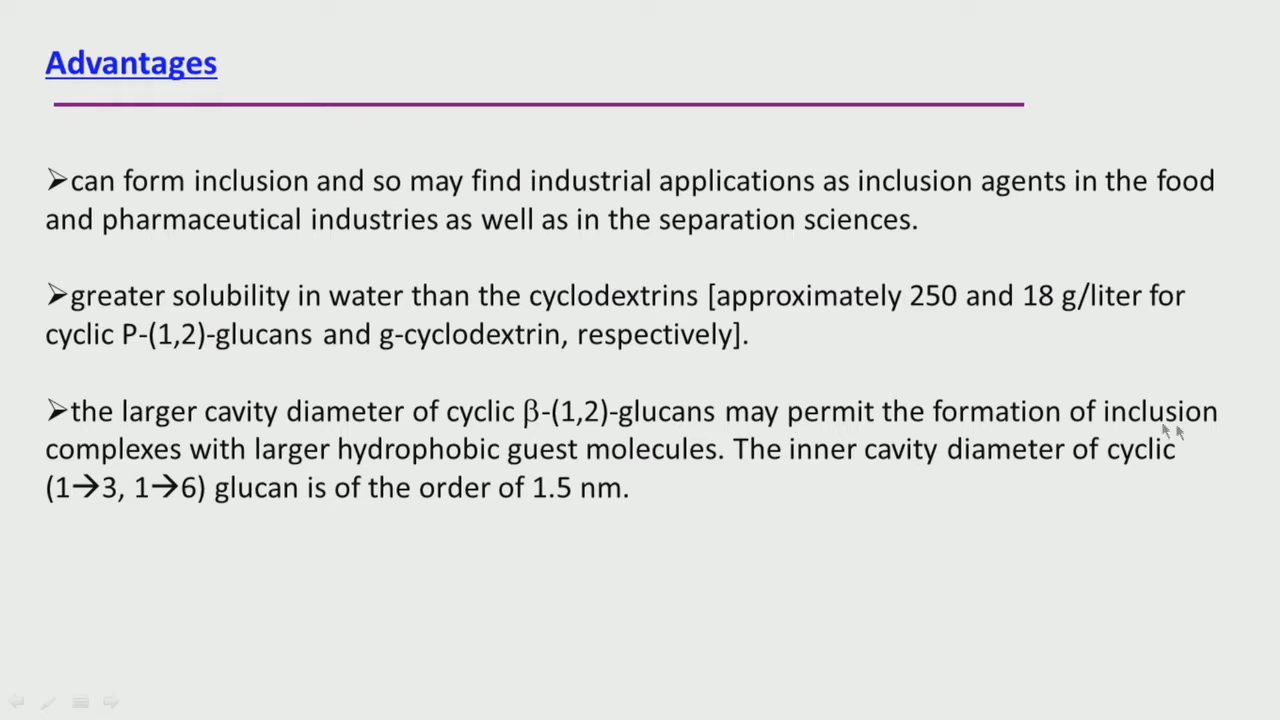 Advantages
➢can form inclusion and so may find industrial applications as inclusion agents in the food
and pharmaceutical industries as well as in the separation sciences.
➢greater solubility in water than the cyclodextrins [approximately 250 and 18 g/liter for
cyclic P-(1,2)-glucans and g-cyclodextrin, respectively].
➢the larger cavity diameter of cyclic β-(1,2)-glucans may permit the formation of inclusion
complexes with larger hydrophobic guest molecules. The inner cavity diameter of cyclic
(1→3, 1→6) glucan is of the order of 1.5 nm.